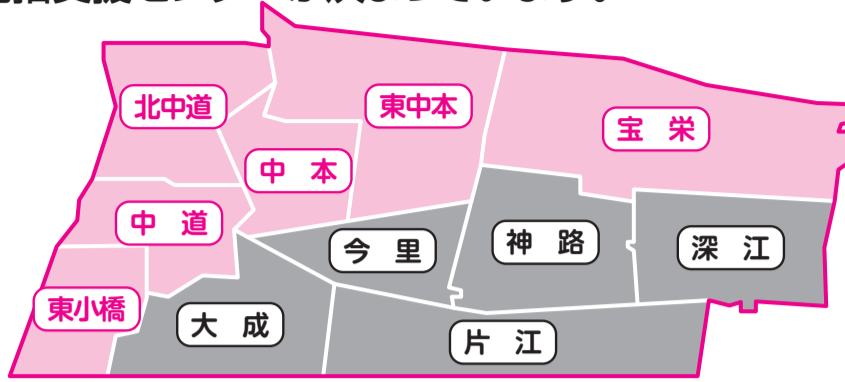 北中道
東中本
宝 栄
中 本
中 道
今 里
神 路
深 江
東小橋
大 成
片 江